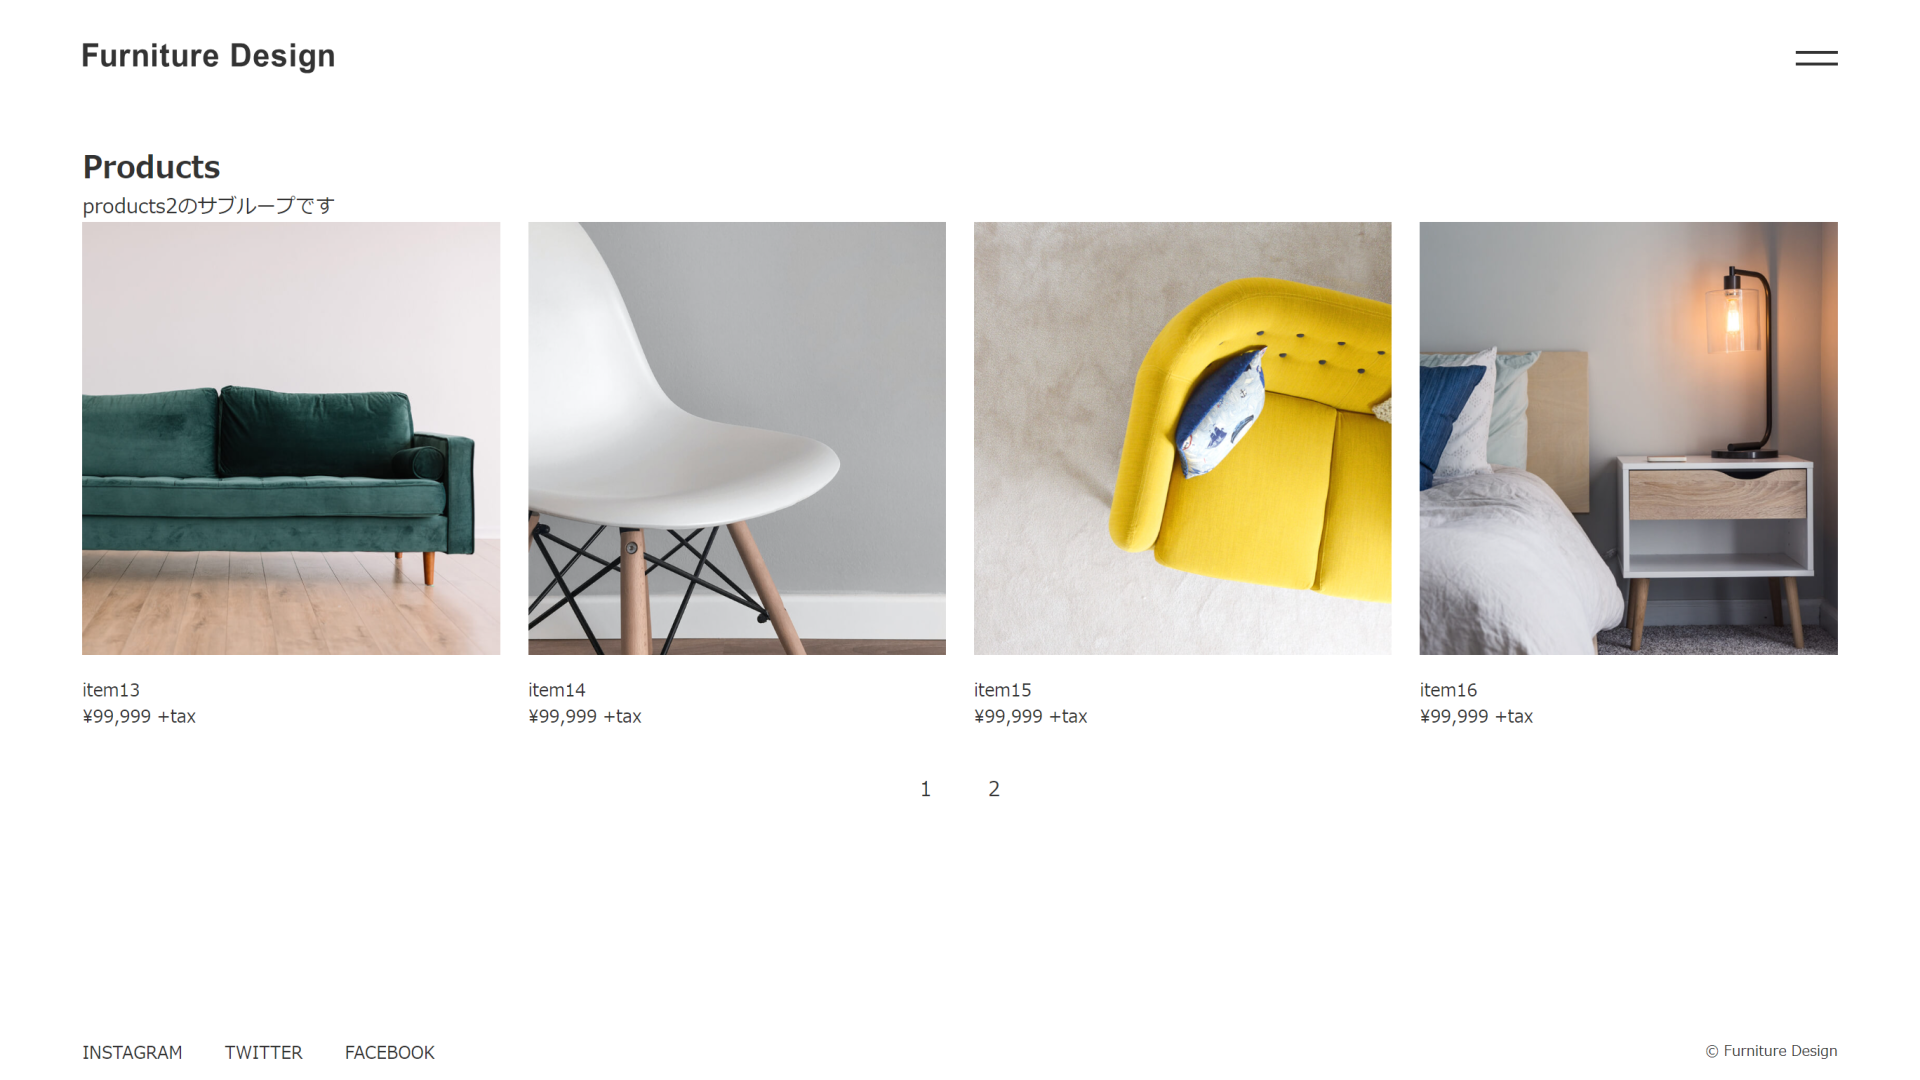 Furniture Design
Products
products2のサブループです
item13
¥99,999 +tax
item14
¥99,999 +tax
item15
¥99,999 +tax
item16
¥99,999 +tax
1 2
INSTAGRAM TWITTER FACEBOOK
© Furniture Design